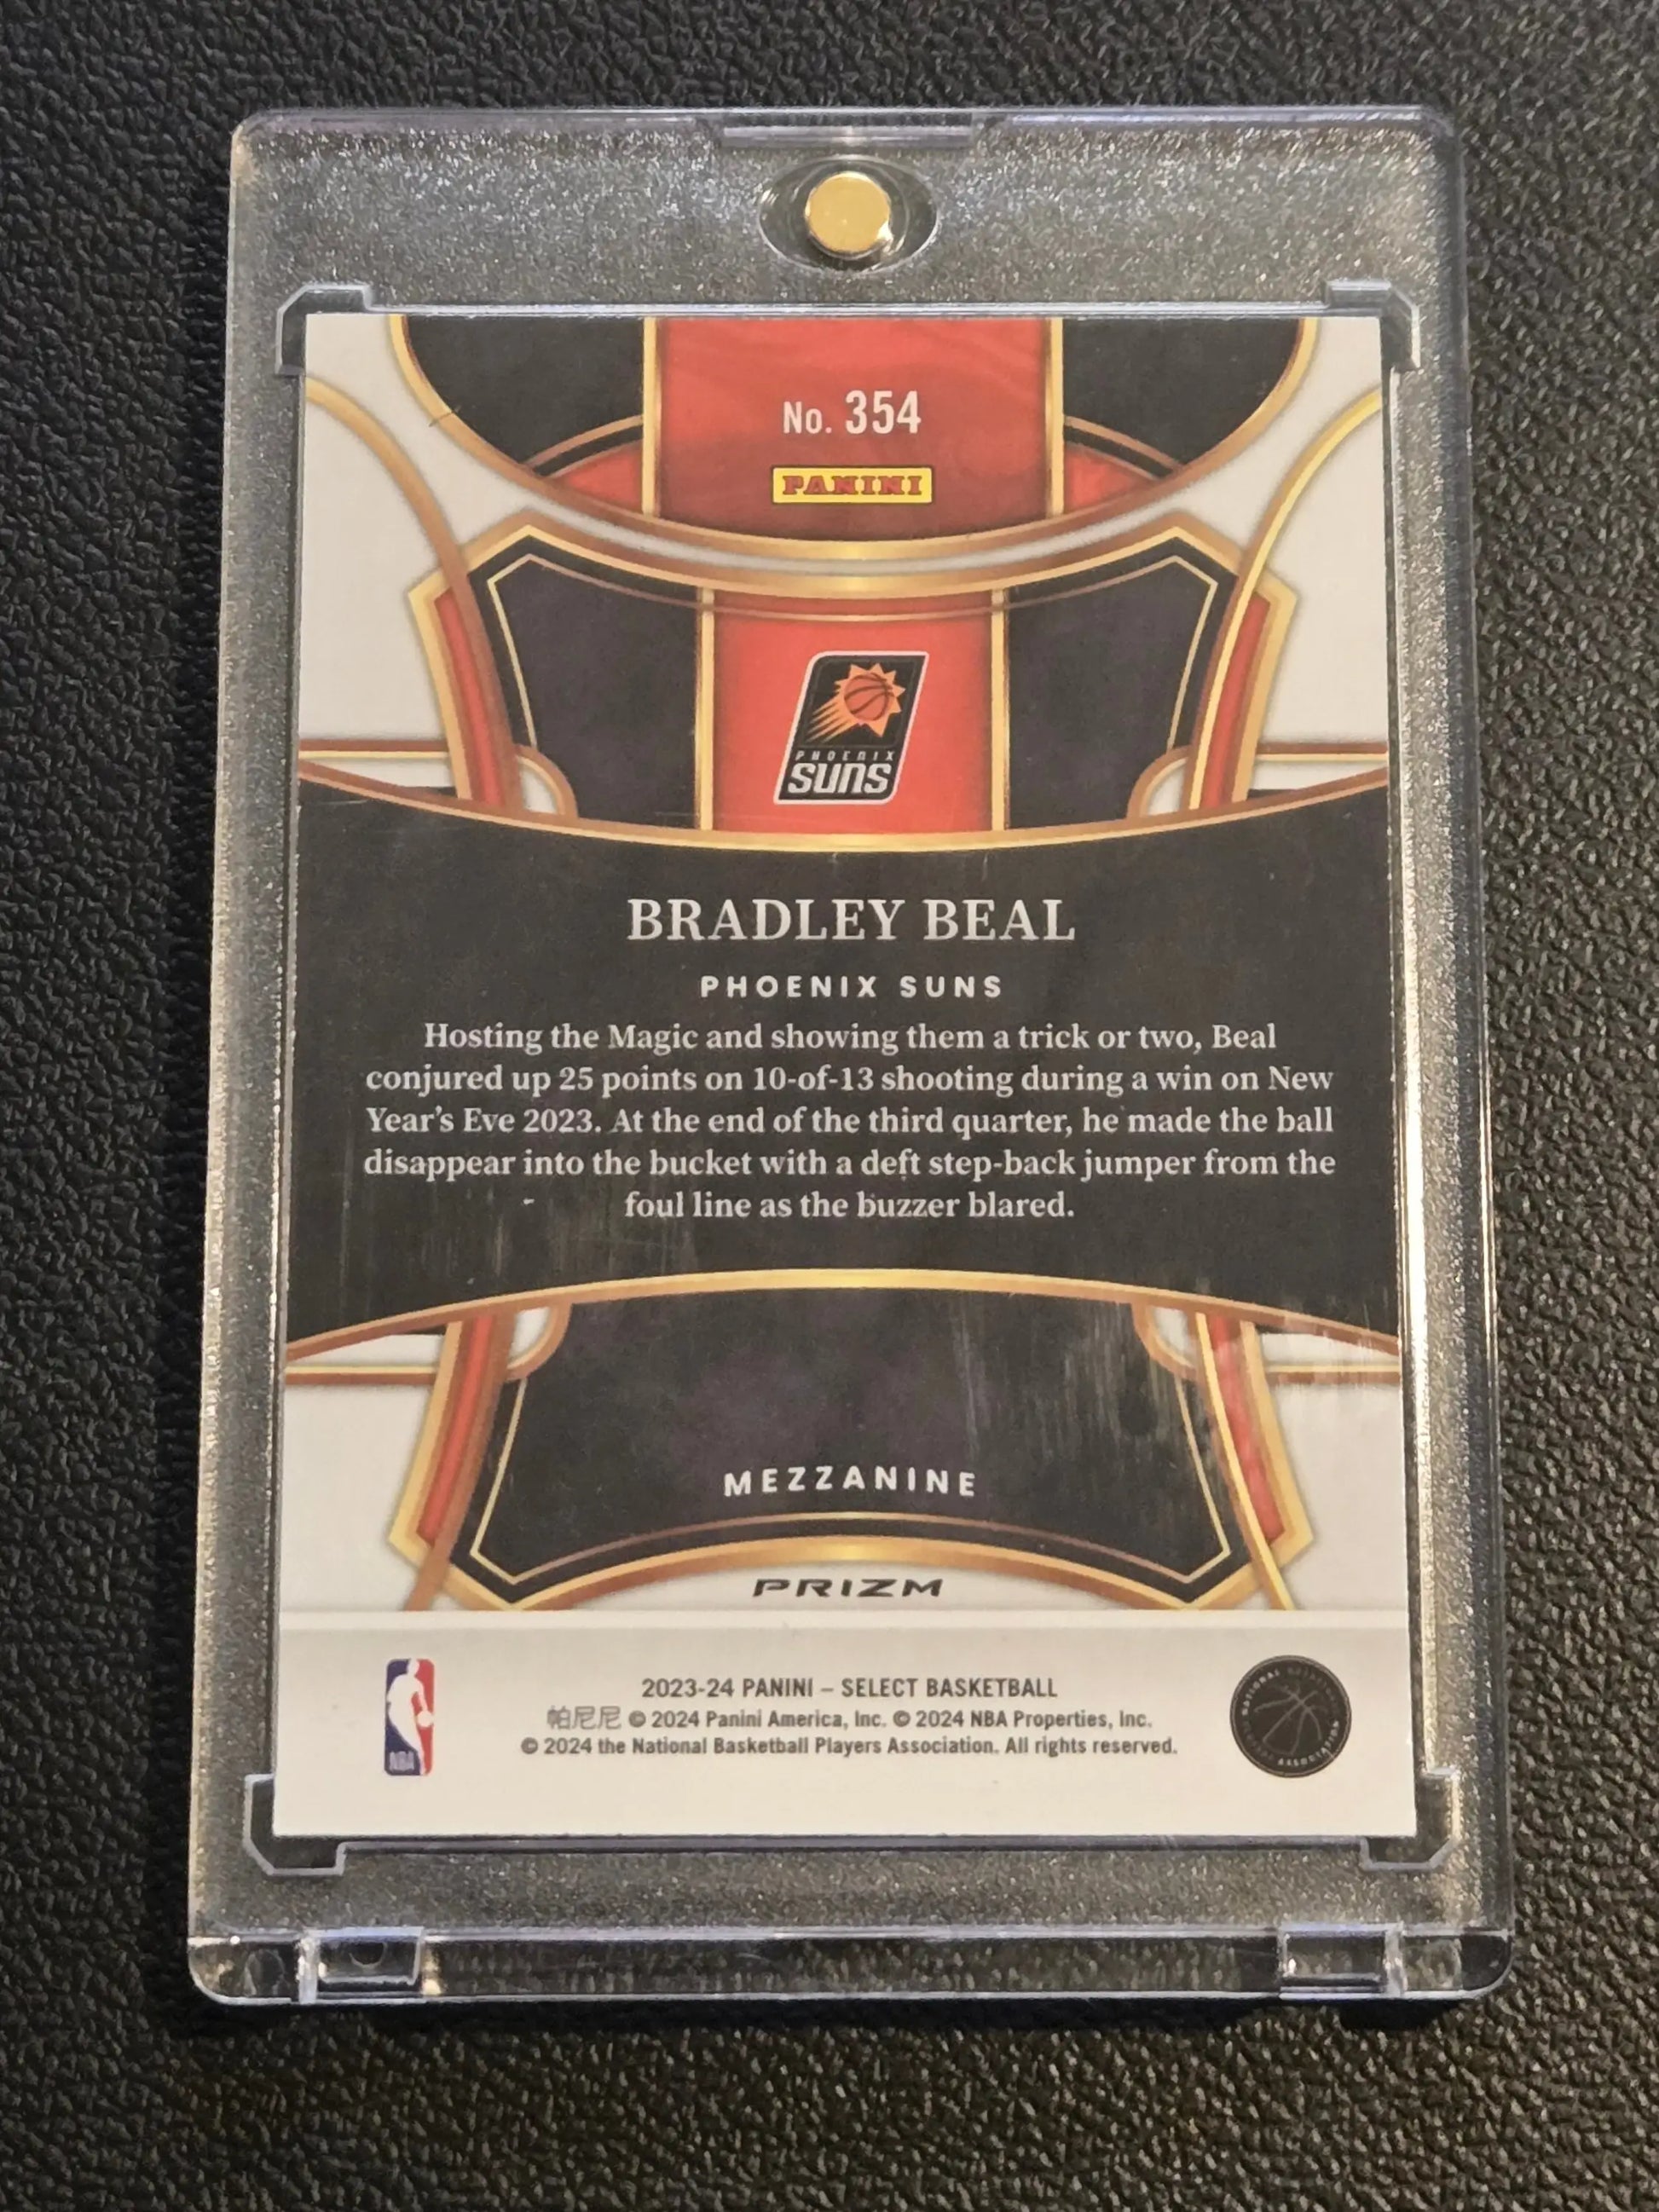 No. 354
PANINI
PHOENIX
SUNS
BRADLEY BEAL
PHOENIX SUNS
Hosting the Magic and showing them a trick or two, Beal
conjured up 25 points on 10-of-13 shooting during a win on New
Year's Eve 2023. At the end of the third quarter, he made the ball
disappear into the bucket with a deft step-back jumper from the
foul line as the buzzer blared.
MEZZANINE
PRIZM
NBA
2023-24 PANINI – SELECT BASKETBALL
帕尼尼 © 2024 Panini America, Inc. © 2024 NBA Properties, Inc.
© 2024 the National Basketball Players Association. All rights reserved.